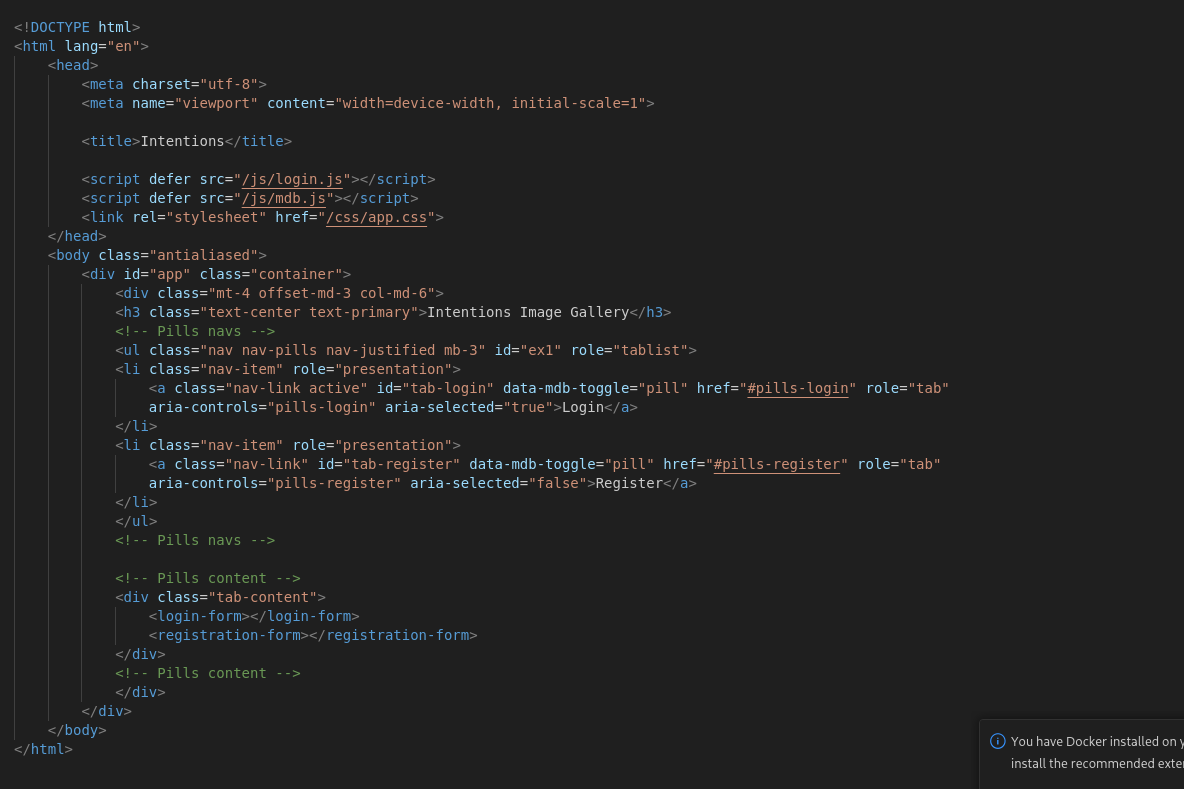 <!DOCTYPE html>
<html lang="en">
<head>
<meta charset="utf-8">
<meta name="viewport" content="width=device-width, initial-scale=1">
<title>Intentions</title>
<script defer src="/js/login.js"></script>
<script defer src="/js/mdb.js"></script>
<link rel="stylesheet" href="/css/app.css">
</head>
<body class="antialiased">
<div id="app" class="container">
<div class="mt-4 offset-md-3 col-md-6">
<h3 class="text-center text-primary">Intentions Image Gallery</h3>
<!-- Pills navs -->
<ul class="nav nav-pills nav-justified mb-3" id="ex1" role="tablist">
<li class="nav-item" role="presentation">
<a class="nav-link active" id="tab-login" data-mdb-toggle="pill" href="#pills-login" role="tab"
aria-controls="pills-login" aria-selected="true">Login</a>
</li>
<li class="nav-item" role="presentation">
<a class="nav-link" id="tab-register" data-mdb-toggle="pill" href="#pills-register" role="tab"
aria-controls="pills-register" aria-selected="false">Register</a>
</li>
</ul>
<!-- Pills navs -->
<!-- Pills content -->
<div class="tab-content">
<login-form></login-form>
<registration-form></registration-form>
</div>
<!-- Pills content -->
</div>
</div>
</body>
</html>
You have Docker installed on
install the recommended